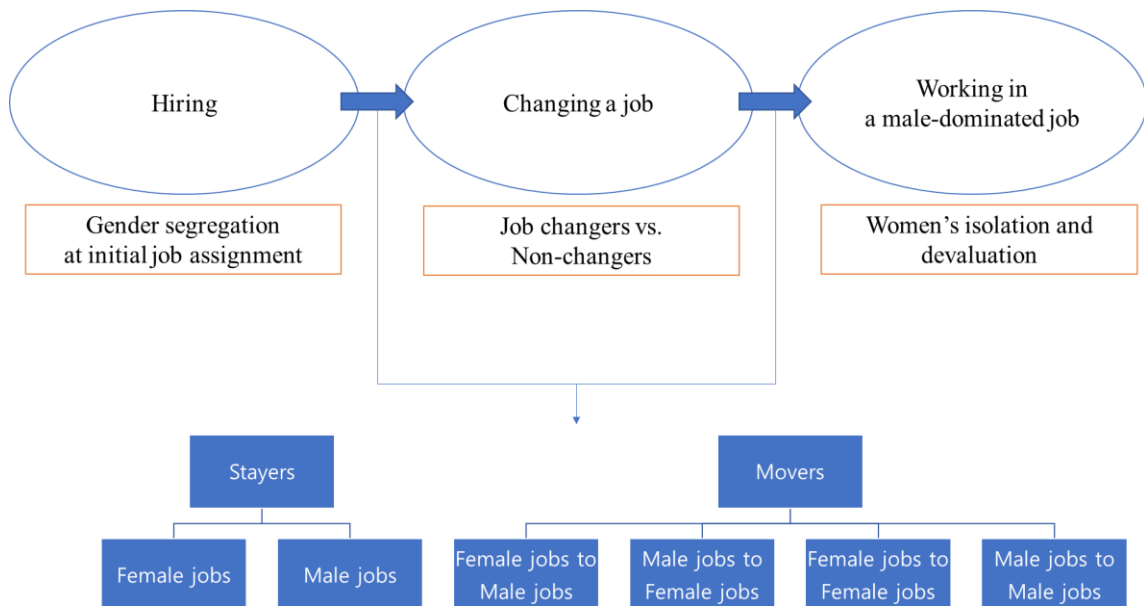 Hiring
Changing a job
Working in
a male-dominated job
Gender segregation
at initial job assignment
Job changers vs.
Non-changers
Women’s isolation and
devaluation
Stayers
Movers
Female jobs
Male jobs
Female jobs to
Male jobs
Male jobs to
Female jobs
Female jobs to
Female jobs
Male jobs to
Male jobs